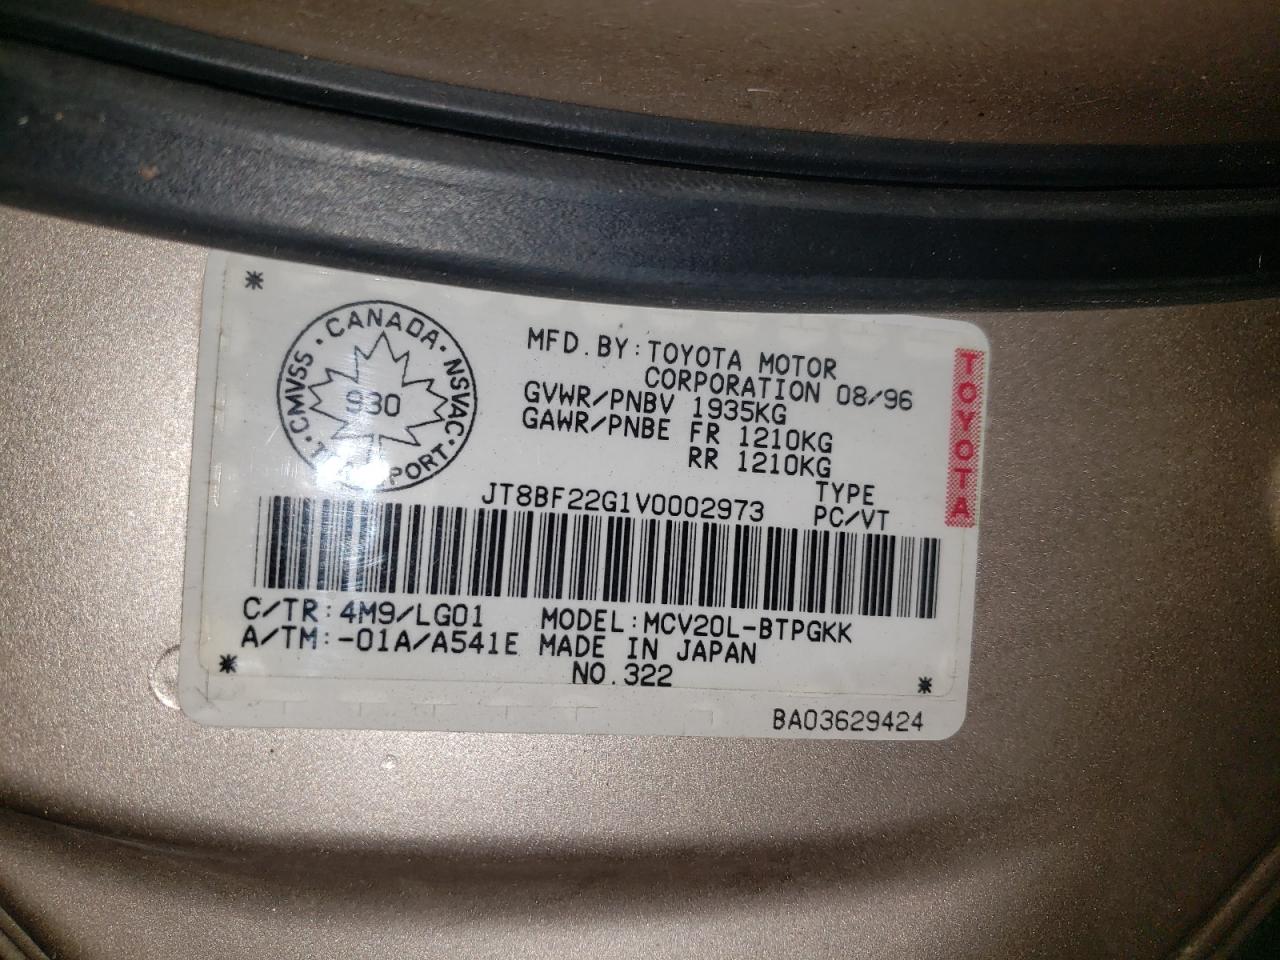 *
· CANADA · NSVAC ·
· CMVSS ·
930
MFD.BY:TOYOTA MOTOR
CORPORATION 08/96
GVWR/PNBV 1935KG
GAWR/PNBE FR 1210KG
RR 1210KG
TOYOTA
TYPE
JT8BF22G1V0002973 PC/VT
C/TR:4M9/LG01 MODEL:MCV20L-BTPGKK
A/TM:-01A/A541E MADE IN JAPAN
* NO.322 *
BA03629424